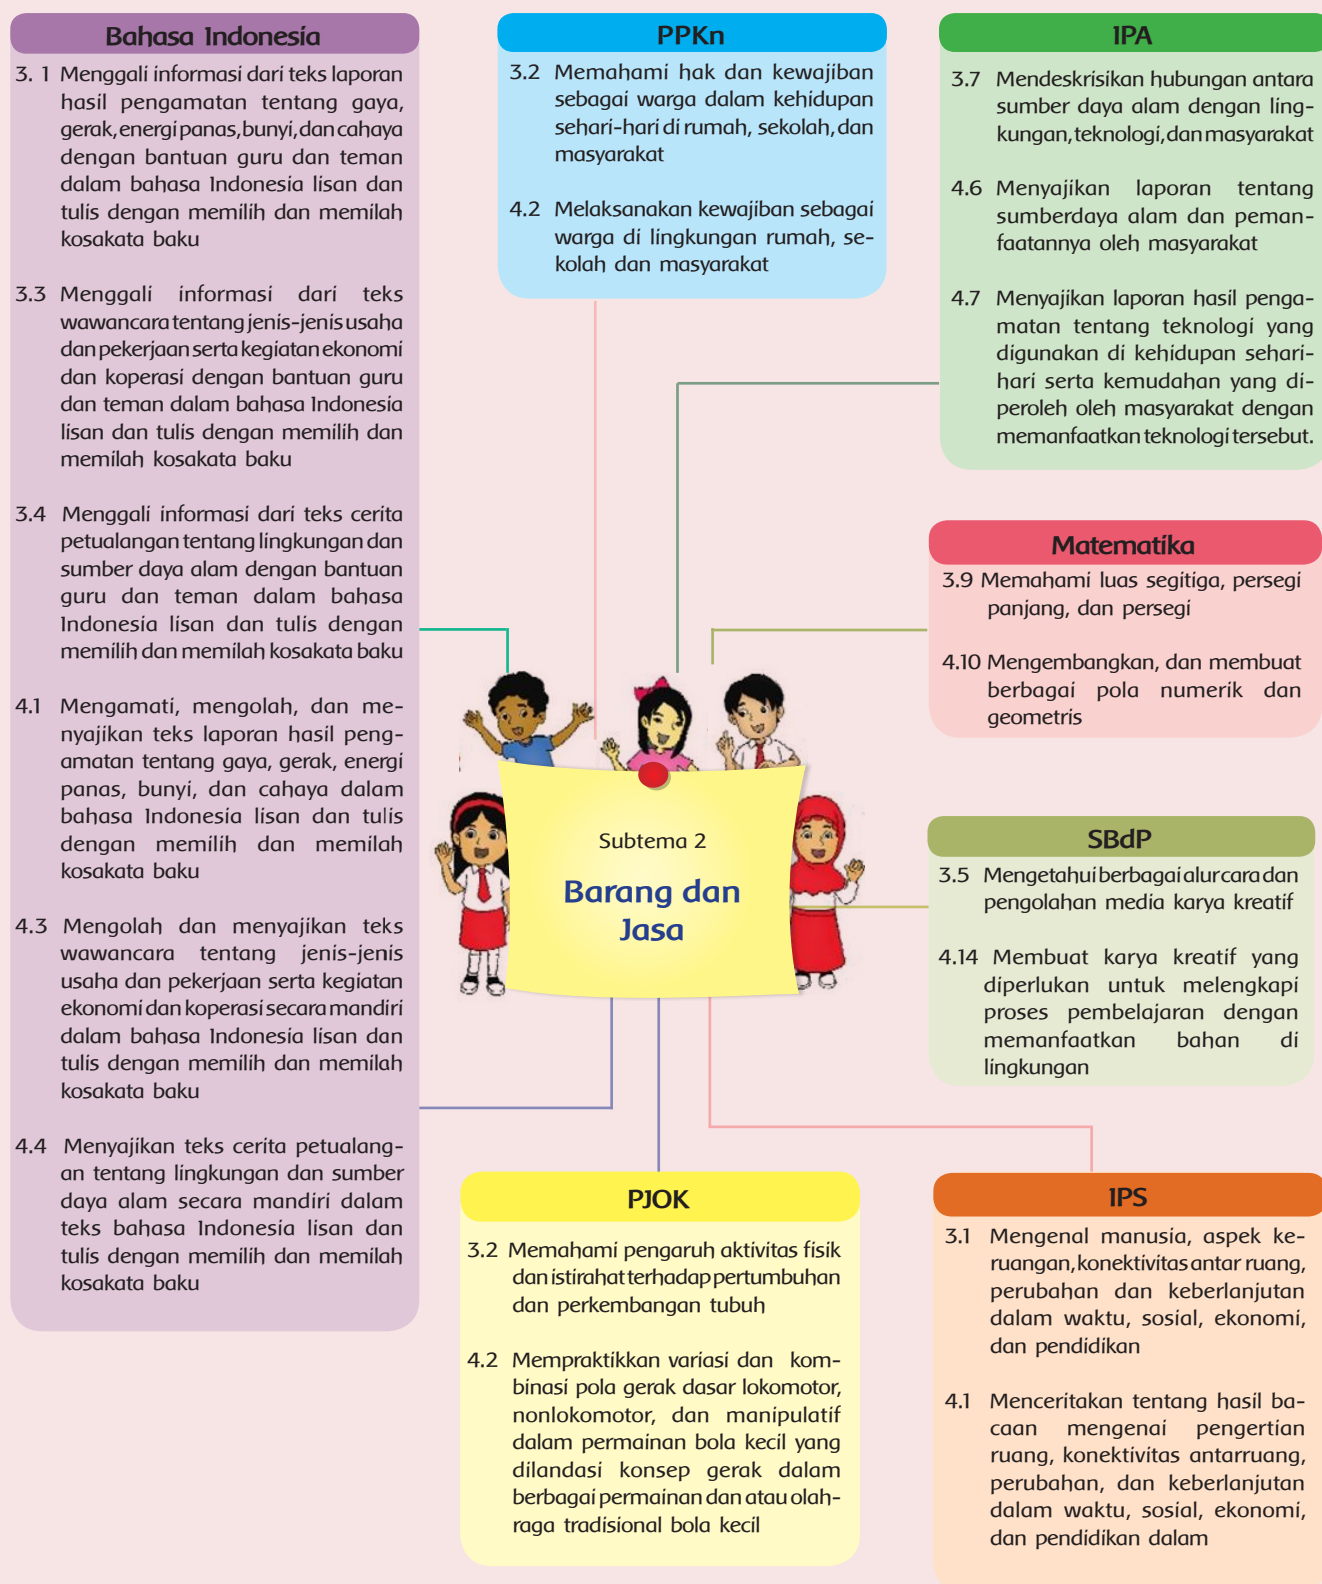 Bahasa Indonesia
3. 1 Menggali informasi dari teks laporan
hasil pengamatan tentang gaya,
gerak, energi panas, bunyi, dan cahaya
dengan bantuan guru dan teman
dalam bahasa Indonesia lisan dan
tulis dengan memilih dan memilah
kosakata baku
3.3 Menggali informasi dari teks
wawancara tentang jenis-jenis usaha
dan pekerjaan serta kegiatan ekonomi
dan koperasi dengan bantuan guru
dan teman dalam bahasa Indonesia
lisan dan tulis dengan memilih dan
memilah kosakata baku
3.4 Menggali informasi dari teks cerita
petualangan tentang lingkungan dan
sumber daya alam dengan bantuan
guru dan teman dalam bahasa
Indonesia lisan dan tulis dengan
memilih dan memilah kosakata baku
4.1 Mengamati, mengolah, dan me-
nyajikan teks laporan hasil peng-
amatan tentang gaya, gerak, energi
panas, bunyi, dan cahaya dalam
bahasa Indonesia lisan dan tulis
dengan memilih dan memilah
kosakata baku
4.3 Mengolah dan menyajikan teks
wawancara tentang jenis-jenis
usaha dan pekerjaan serta kegiatan
ekonomi dan koperasi secara mandiri
dalam bahasa Indonesia lisan dan
tulis dengan memilih dan memilah
kosakata baku
4.4 Menyajikan teks cerita petualang-
an tentang lingkungan dan sumber
daya alam secara mandiri dalam
teks bahasa Indonesia lisan dan
tulis dengan memilih dan memilah
kosakata baku
PPKn
3.2 Memahami hak dan kewajiban
sebagai warga dalam kehidupan
sehari-hari di rumah, sekolah, dan
masyarakat
4.2 Melaksanakan kewajiban sebagai
warga di lingkungan rumah, se-
kolah dan masyarakat
IPA
3.7 Mendeskrisikan hubungan antara
sumber daya alam dengan ling-
kungan, teknologi, dan masyarakat
4.6 Menyajikan laporan tentang
sumberdaya alam dan peman-
faatannya oleh masyarakat
4.7 Menyajikan laporan hasil penga-
matan tentang teknologi yang
digunakan di kehidupan sehari-
hari serta kemudahan yang di-
peroleh oleh masyarakat dengan
memanfaatkan teknologi tersebut.
Matematika
3.9 Memahami luas segitiga, persegi
panjang, dan persegi
4.10 Mengembangkan, dan membuat
berbagai pola numerik dan
geometris
Subtema 2
Barang dan
Jasa
SBdP
3.5 Mengetahui berbagai alur cara dan
pengolahan media karya kreatif
4.14 Membuat karya kreatif yang
diperlukan untuk melengkapi
proses pembelajaran dengan
memanfaatkan bahan di
lingkungan
PJOK
3.2 Memahami pengaruh aktivitas fisik
dan istirahat terhadap pertumbuhan
dan perkembangan tubuh
4.2 Mempraktikkan variasi dan kom-
binasi pola gerak dasar lokomotor,
nonlokomotor, dan manipulatif
dalam permainan bola kecil yang
dilandasi konsep gerak dalam
berbagai permainan dan atau olah-
raga tradisional bola kecil
IPS
3.1 Mengenal manusia, aspek ke-
ruangan, konektivitas antar ruang,
perubahan dan keberlanjutan
dalam waktu, sosial, ekonomi,
dan pendidikan
4.1 Menceritakan tentang hasil ba-
caan mengenai pengertian
ruang, konektivitas antarruang,
perubahan, dan keberlanjutan
dalam waktu, sosial, ekonomi,
dan pendidikan dalam